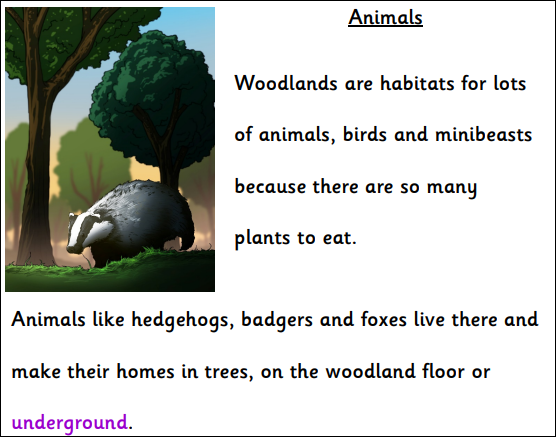 Animals
Woodlands are habitats for lots
of animals, birds and minibeasts
because there are so many
plants to eat.
Animals like hedgehogs, badgers and foxes live there and
make their homes in trees, on the woodland floor or
underground.